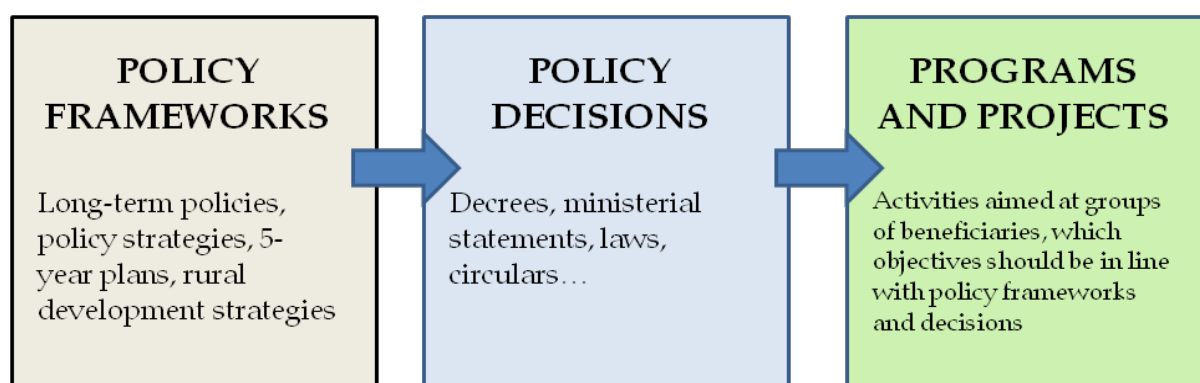 POLICY
FRAMEWORKS
Long-term policies,
policy strategies, 5-
year plans, rural
development strategies
POLICY
DECISIONS
Decrees, ministerial
statements, laws,
circulars…
PROGRAMS
AND PROJECTS
Activities aimed at groups
of beneficiaries, which
objectives should be in line
with policy frameworks
and decisions